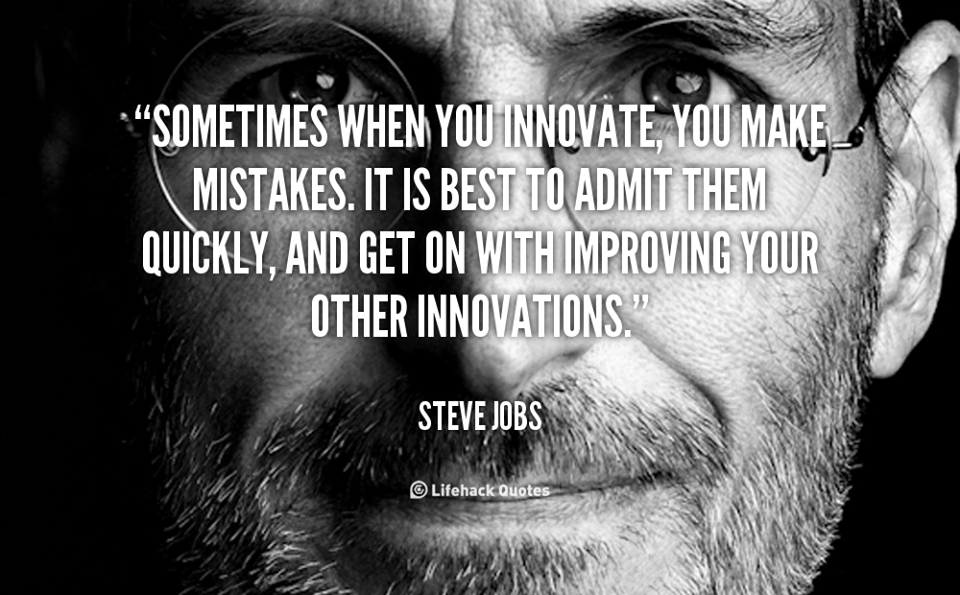 “SOMETIMES WHEN YOU INNOVATE, YOU MAKE
MISTAKES. IT IS BEST TO ADMIT THEM
QUICKLY, AND GET ON WITH IMPROVING YOUR
OTHER INNOVATIONS.”
STEVE JOBS
Lifehack Quotes